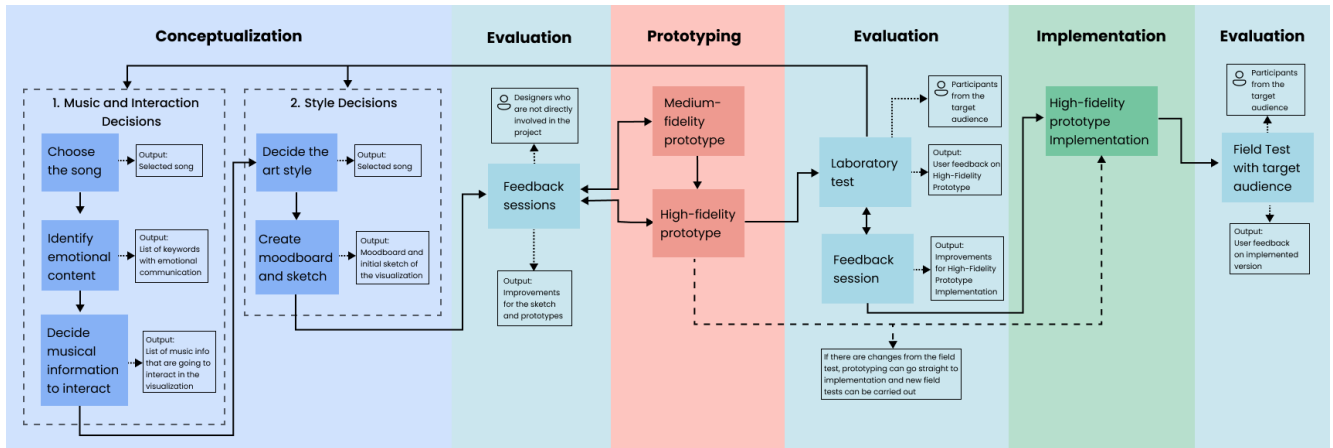 Conceptualization
Evaluation
Prototyping
Evaluation
Implementation
Evaluation
1. Music and Interaction
Decisions
Choose
the song
Output:
Selected song
Identify
emotional
content
Output:
List of keywords
with emotional
communication
Decide
musical
information
to interact
Output:
List of music info
that are going to
interact in the
visualization
2. Style Decisions
Decide the
art style
Output:
Selected song
Create
moodboard
and sketch
Output:
Moodboard and
initial sketch of
the visualization
Designers who
are not directly
involved in the
project
Feedback
sessions
Output:
Improvements
for the sketch
and prototypes
Medium-
fidelity
prototype
High-fidelity
prototype
Participants
from the
target
audience
Laboratory
test
Output:
User feedback on
High-Fidelity
Prototype
Feedback
session
Output:
Improvements
for High-Fidelity
Prototype
Implementation
If there are changes from the field
test, prototyping can go straight to
implementation and new field
tests can be carried out
High-fidelity
prototype
Implementation
Participants
from the
target
audience
Field Test
with target
audience
Output:
User feedback
on implemented
version